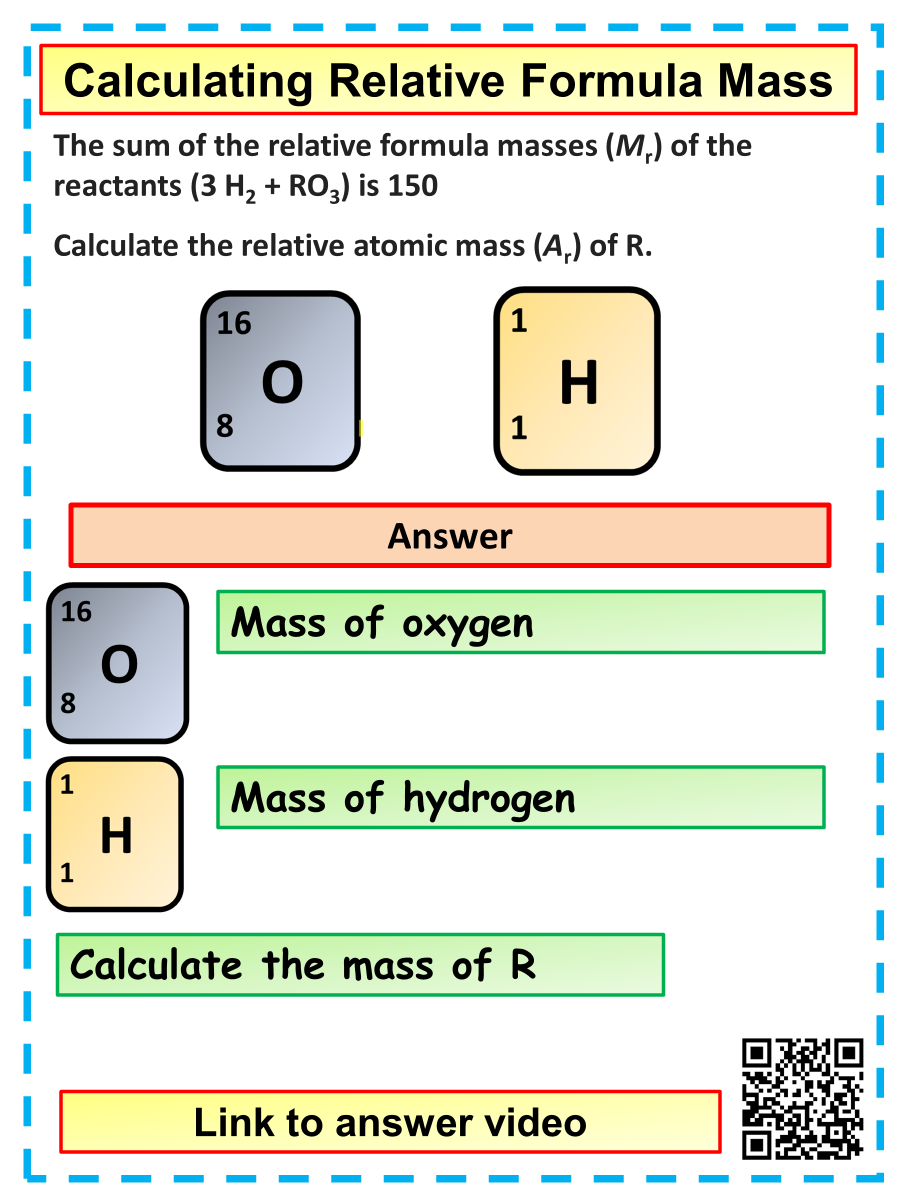 Calculating Relative Formula Mass
The sum of the relative formula masses (Mr) of the
reactants (3 H2 + RO3) is 150
Calculate the relative atomic mass (Ar) of R.
16
O
8
1
H
1
Answer
16
O
8
Mass of oxygen
1
H
1
Mass of hydrogen
Calculate the mass of R
Link to answer video